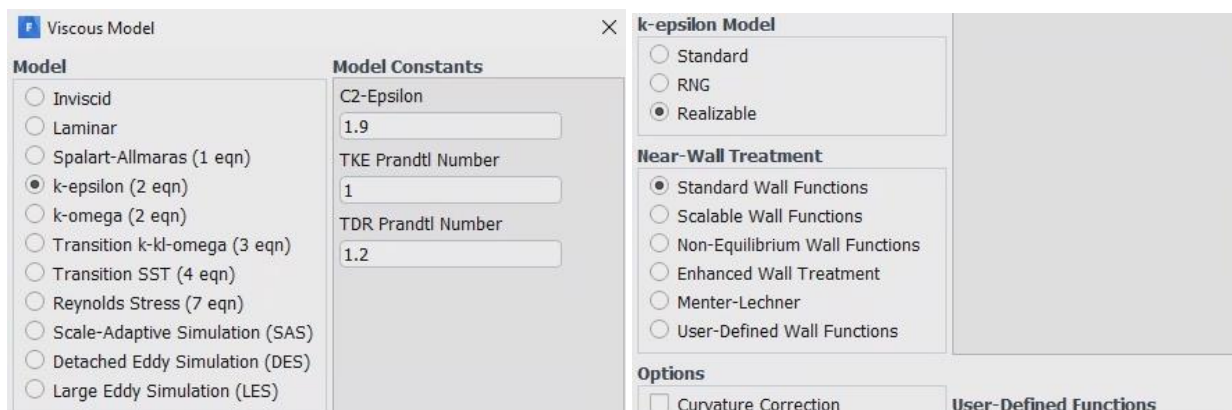 F Viscous Model
Model
Inviscid
Laminar
Spalart-Allmaras (1 eqn)
k-epsilon (2 eqn)
k-omega (2 eqn)
Transition k-kl-omega (3 eqn)
Transition SST (4 eqn)
Reynolds Stress (7 eqn)
Scale-Adaptive Simulation (SAS)
Detached Eddy Simulation (DES)
Large Eddy Simulation (LES)
Model Constants
C2-Epsilon
1.9
TKE Prandtl Number
1
TDR Prandtl Number
1.2
k-epsilon Model
Standard
RNG
Realizable
Near-Wall Treatment
Standard Wall Functions
Scalable Wall Functions
Non-Equilibrium Wall Functions
Enhanced Wall Treatment
Menter-Lechner
User-Defined Wall Functions
Options
Curvature Correction
User-Defined Functions